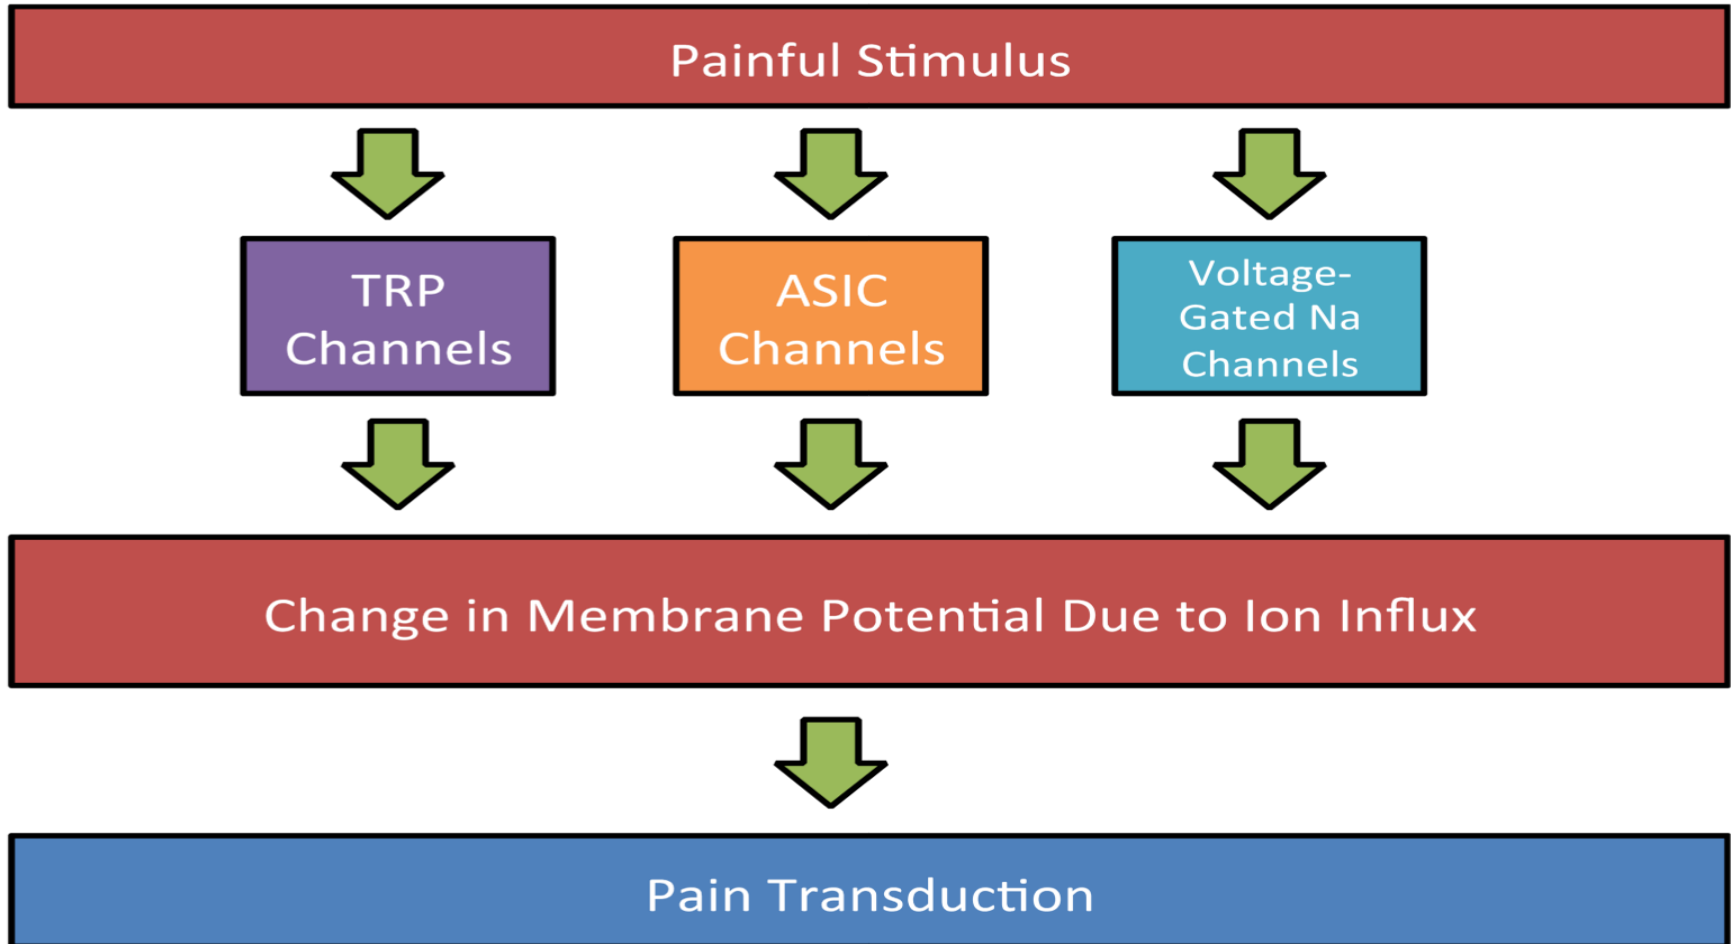 Painful Stimulus
TRP
Channels
ASIC
Channels
Voltage-
Gated Na
Channels
Change in Membrane Potential Due to Ion Influx
Pain Transduction